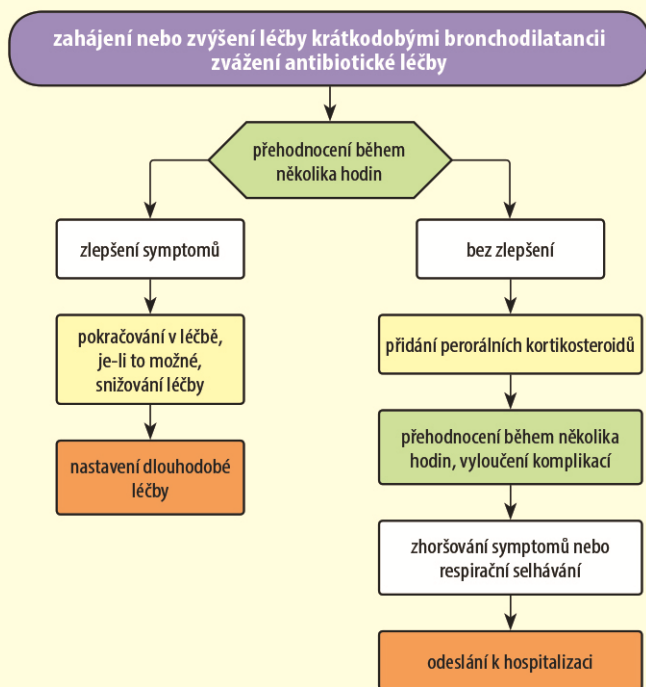 zahájení nebo zvýšení léčby krátkodobými bronchodilatancii
zvážení antibiotické léčby
přehodnocení během
několika hodin
zlepšení symptomů
pokračování v léčbě,
je-li to možné,
snižování léčby
nastavení dlouhodobé
léčby
bez zlepšení
přidání perorálních kortikosteroidů
přehodnocení během několika
hodin, vyloučení komplikací
zhoršování symptomů nebo
respirační selhávání
odeslání k hospitalizaci